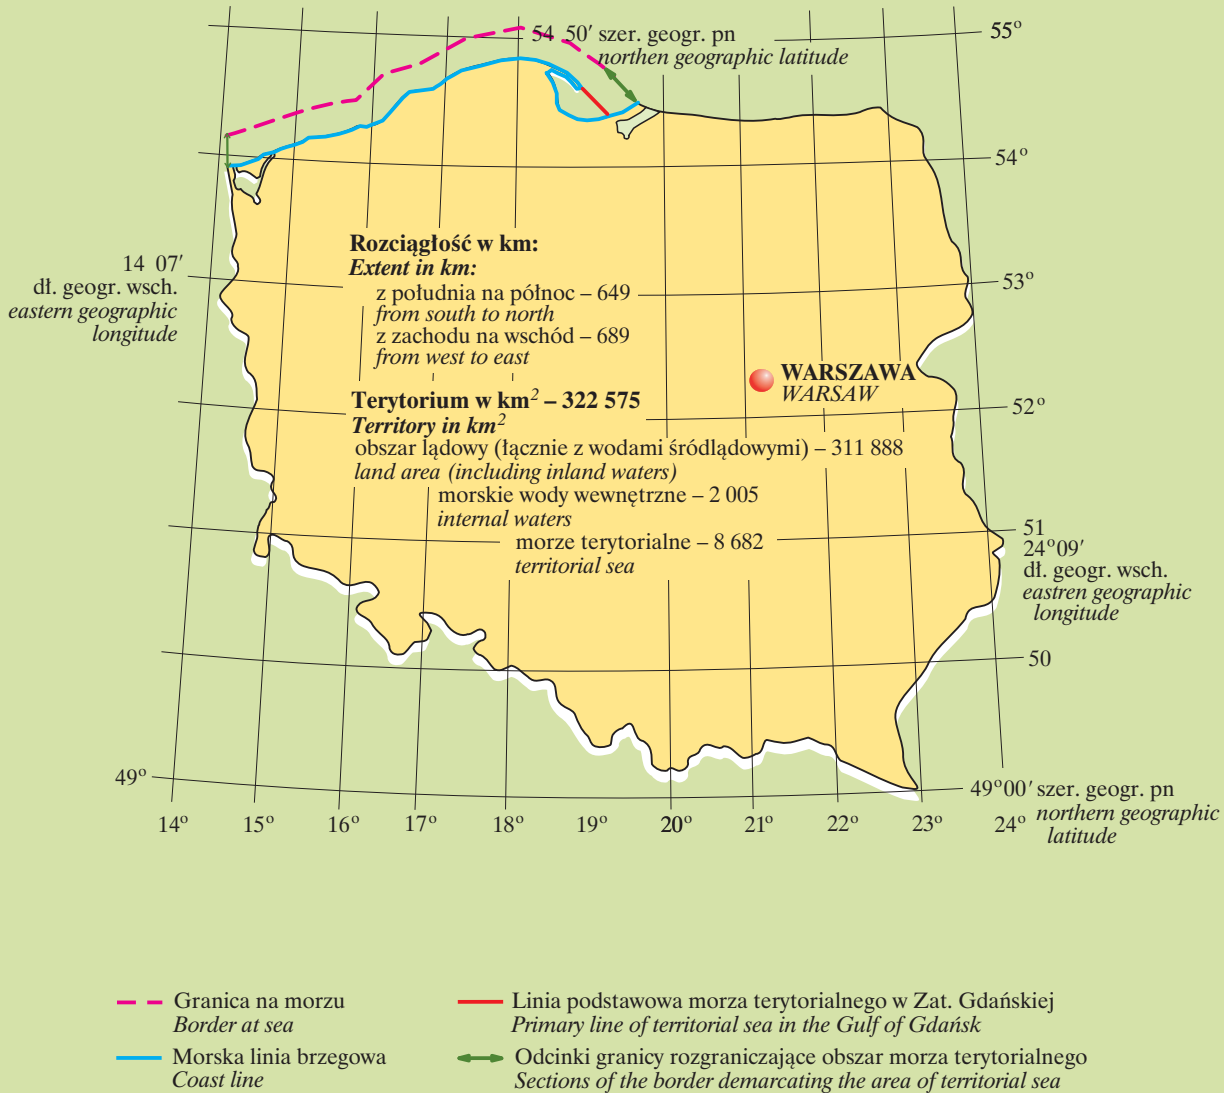 55°
54 50′ szer. geogr. pn
northen geographic latitude
54°
Rozciągłość w km:
Extent in km:
z południa na północ – 649
from south to north
z zachodu na wschód – 689
from west to east
14 07′
dł. geogr. wsch.
eastern geographic
longitude
53°
WARSZAWA
WARSAW
Terytorium w km² – 322 575
Territory in km²
52°
obszar lądowy (łącznie z wodami śródlądowymi) – 311 888
land area (including inland waters)
morskie wody wewnętrzne – 2 005
internal waters
morze terytorialne – 8 682
territorial sea
51
24°09′
dł. geogr. wsch.
eastren geographic
longitude
50
49°
49°00′ szer. geogr. pn
northern geographic
latitude
14° 15° 16° 17° 18° 19° 20° 21° 22° 23° 24°
Granica na morzu
Border at sea
Morska linia brzegowa
Coast line
Linia podstawowa morza terytorialnego w Zat. Gdańskiej
Primary line of territorial sea in the Gulf of Gdańsk
Odcinki granicy rozgraniczające obszar morza terytorialnego
Sections of the border demarcating the area of territorial sea